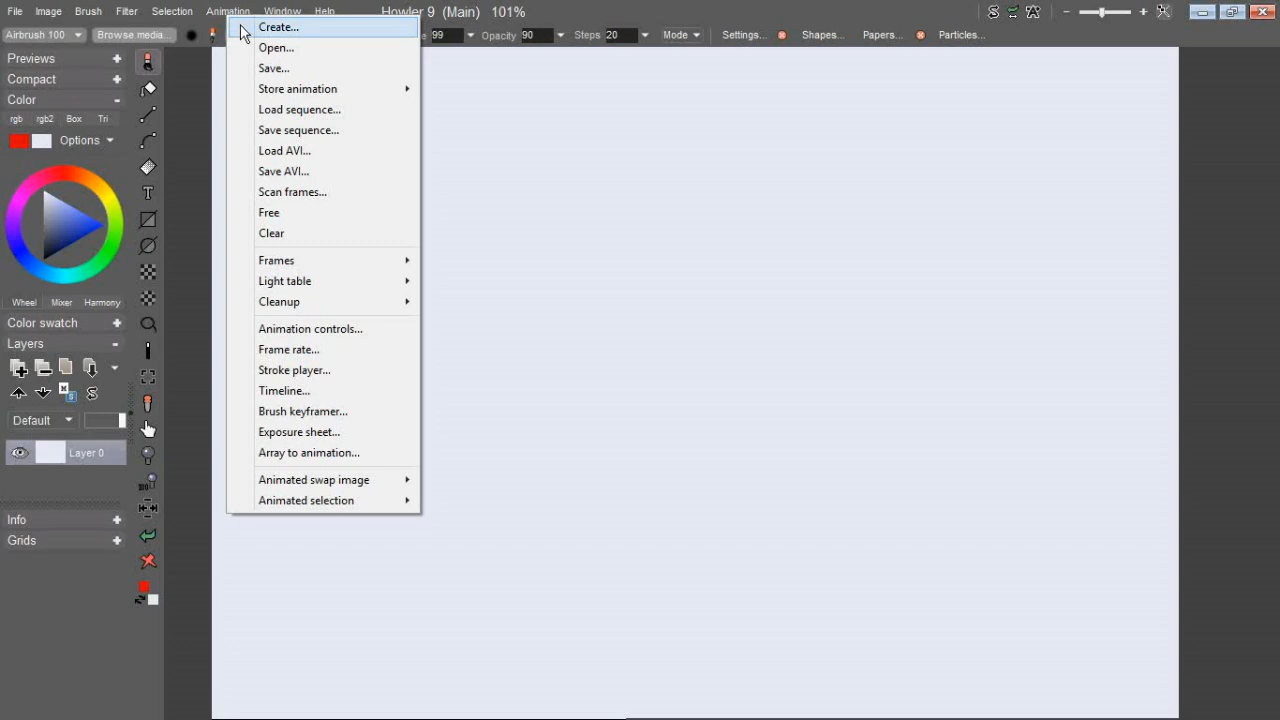 File Image Brush Filter Selection Animation Window Help Howler 9 (Main) 101%
Airbrush 100 Browse media... 99 Opacity 90 Steps 20 Mode Settings... Shapes... Papers... Particles...
Previews
Compact
Color
rgb rgb2 Box Tri
Options
Wheel Mixer Harmony
Color swatch
Layers
Default
Layer 0
Info
Grids
Create...
Open...
Save...
Store animation
Load sequence...
Save sequence...
Load AVI...
Save AVI...
Scan frames...
Free
Clear
Frames
Light table
Cleanup
Animation controls...
Frame rate...
Stroke player...
Timeline...
Brush keyframer...
Exposure sheet...
Array to animation...
Animated swap image
Animated selection